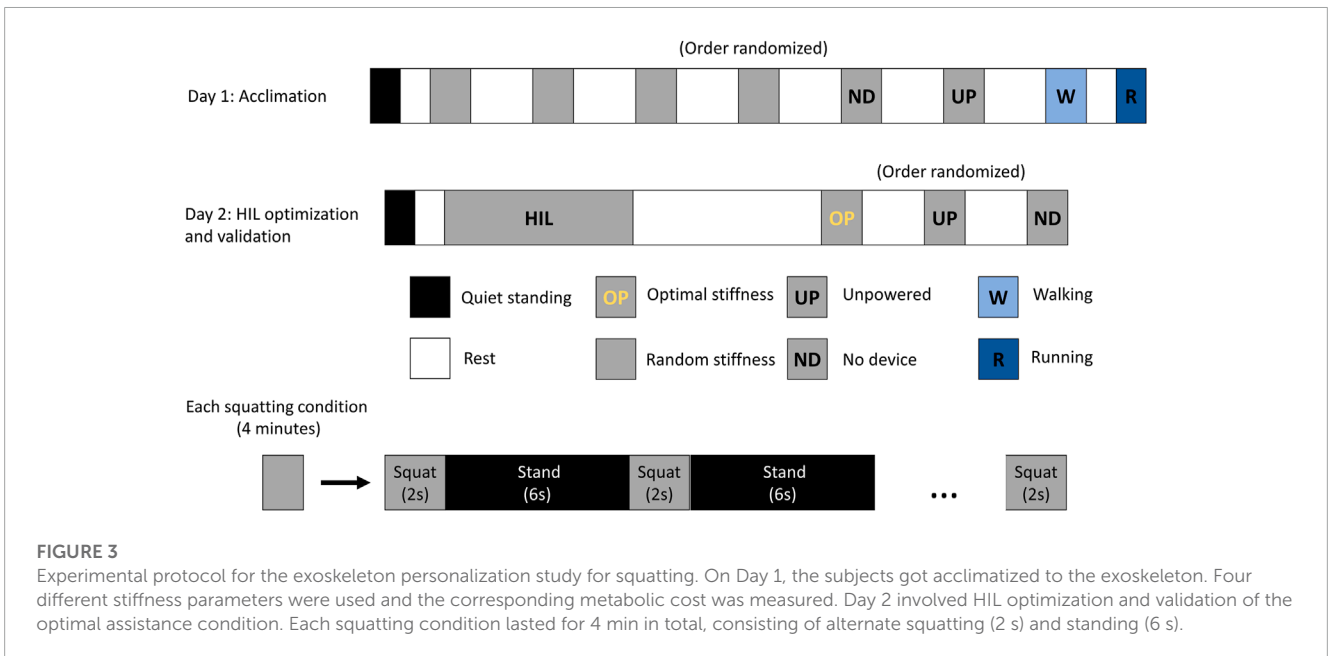 (Order randomized)
Day 1: Acclimation
ND
UP
W
R
(Order randomized)
Day 2: HIL optimization
and validation
HIL
OP
UP
ND
Quiet standing
OP
Optimal stiffness
UP
Unpowered
W
Walking
Rest
Random stiffness
ND
No device
R
Running
Each squatting condition
(4 minutes)
Squat
(2s)
Stand
(6s)
Squat
(2s)
Stand
(6s)
...
Squat
(2s)
FIGURE 3
Experimental protocol for the exoskeleton personalization study for squatting. On Day 1, the subjects got acclimatized to the exoskeleton. Four
different stiffness parameters were used and the corresponding metabolic cost was measured. Day 2 involved HIL optimization and validation of the
optimal assistance condition. Each squatting condition lasted for 4 min in total, consisting of alternate squatting (2 s) and standing (6 s).